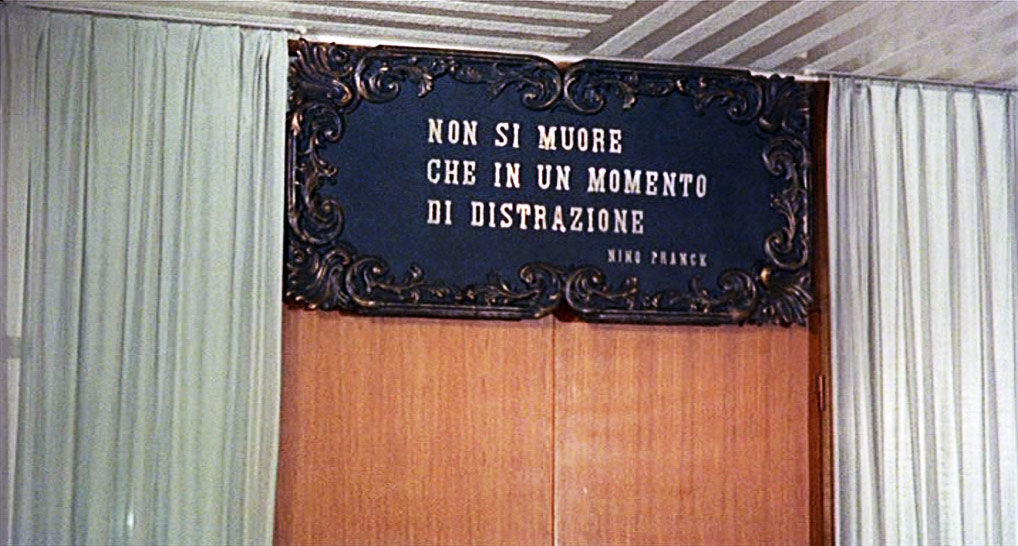 NON SI MUORE
CHE IN UN MOMENTO
DI DISTRAZIONE
NINO FRANCK